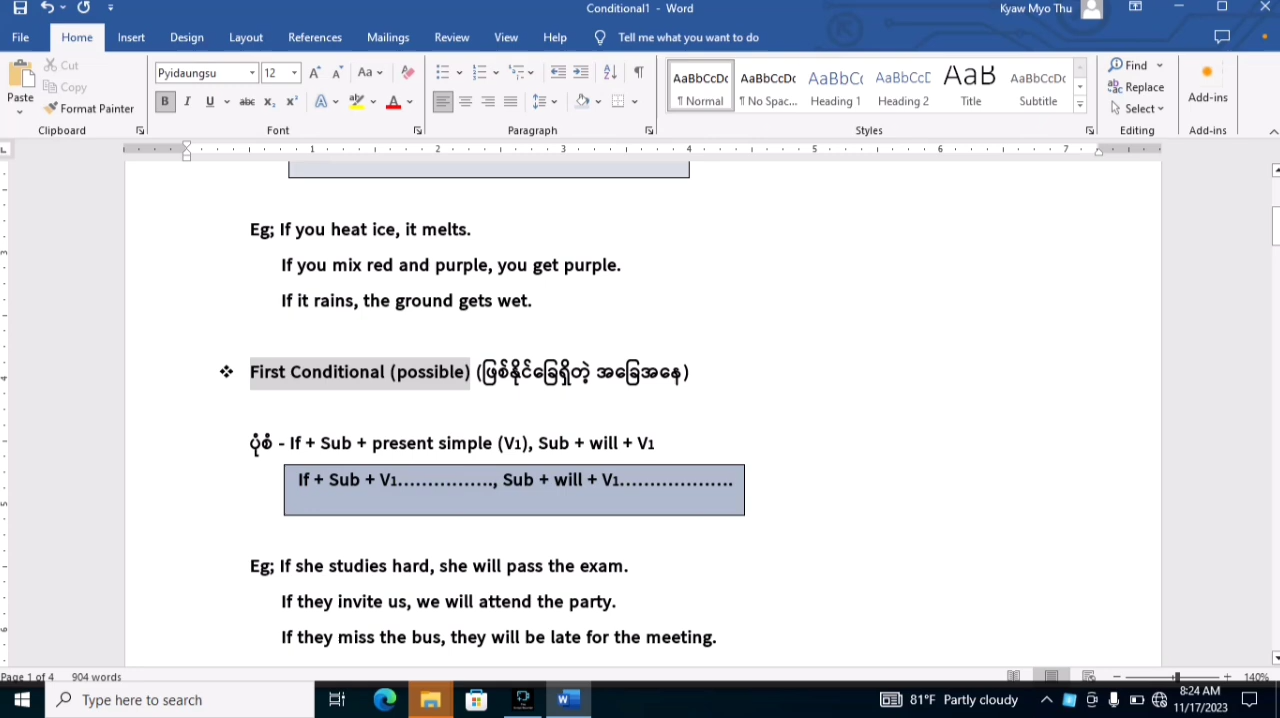 Conditional1 - Word
Kyaw Myo Thu
File Home Insert Design Layout References Mailings Review View Help Tell me what you want to do
Paste
Cut
Copy
Format Painter
Clipboard
Pyidaungsu 12
Font
Paragraph
AaBbCcDc AaBbCcDc AaBbCc AaBbCcD AaB AaBbCcDc
¶ Normal ¶ No Spac... Heading 1 Heading 2 Title Subtitle
Styles
Find
Replace
Select
Editing
Add-ins
Add-ins
1 2 3 4 5 6 7
Eg; If you heat ice, it melts.
If you mix red and purple, you get purple.
If it rains, the ground gets wet.
❖ First Conditional (possible) (ဖြစ်နိုင်ခြေရှိတဲ့ အခြေအနေ)
ပုံစံ - If + Sub + present simple (V1), Sub + will + V1
If + Sub + V1……………., Sub + will + V1……………….
Eg; If she studies hard, she will pass the exam.
If they invite us, we will attend the party.
If they miss the bus, they will be late for the meeting.
Page 1 of 4 904 words
140%
Type here to search
81°F Partly cloudy
8:24 AM
11/17/2023